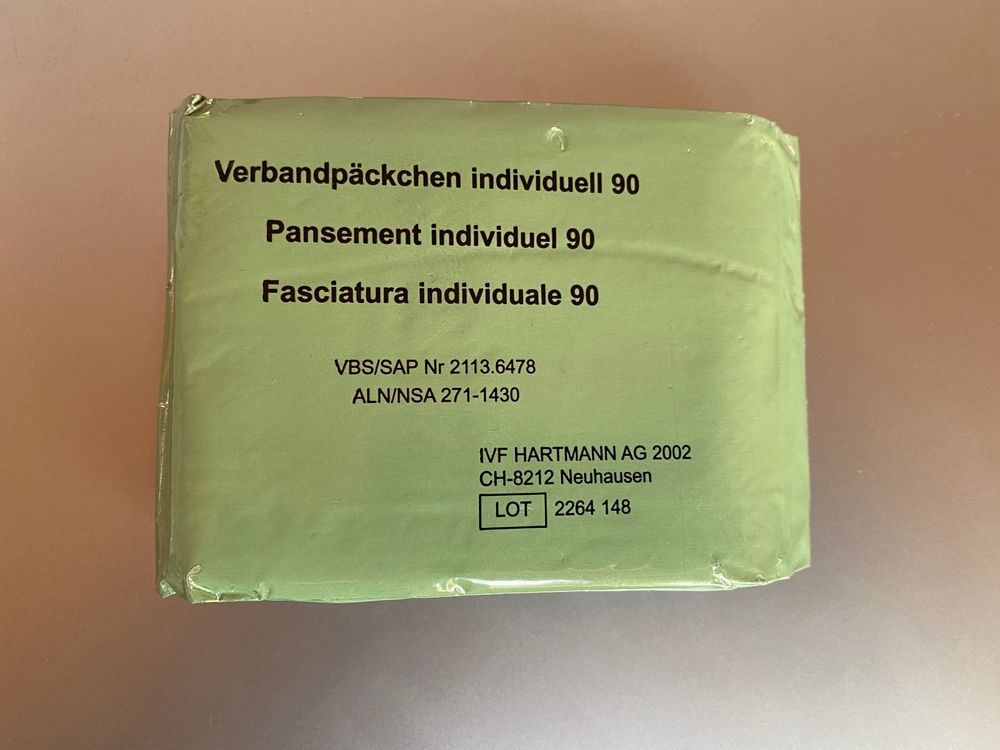 Verbandpäckchen individuell 90
Pansement individuel 90
Fasciatura individuale 90
VBS/SAP Nr 2113.6478
ALN/NSA 271-1430
IVF HARTMANN AG 2002
CH-8212 Neuhausen
LOT 2264 148